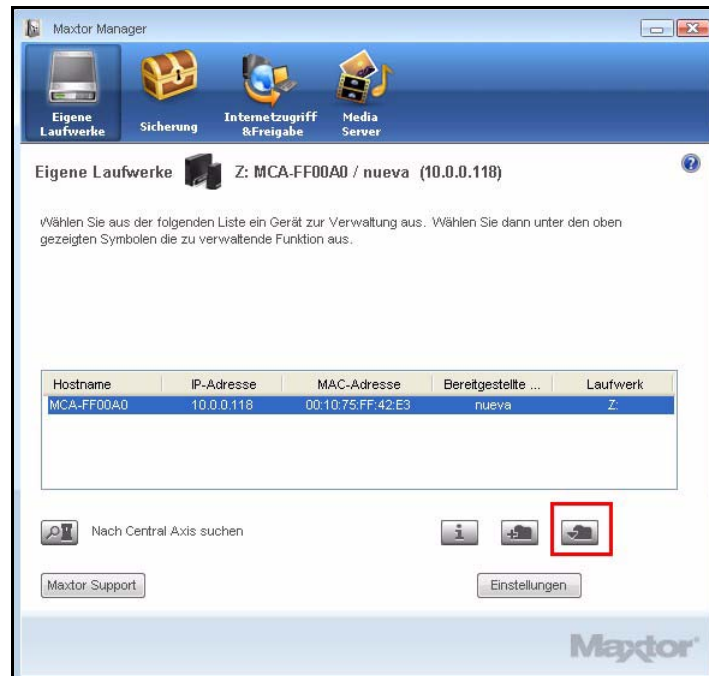 Maxtor Manager
Eigene Laufwerke
Sicherung
Internetzugriff &Freigabe
Media Server
Eigene Laufwerke Z: MCA-FF00A0 / nueva (10.0.0.118)
Wählen Sie aus der folgenden Liste ein Gerät zur Verwaltung aus. Wählen Sie dann unter den oben
gezeigten Symbolen die zu verwaltende Funktion aus.
Hostname IP-Adresse MAC-Adresse Bereitgestellte ... Laufwerk
MCA-FF00A0 10.0.0.118 00:10:75:FF:42:E3 nueva Z:
Nach Central Axis suchen
Maxtor Support
Einstellungen
Maxtor